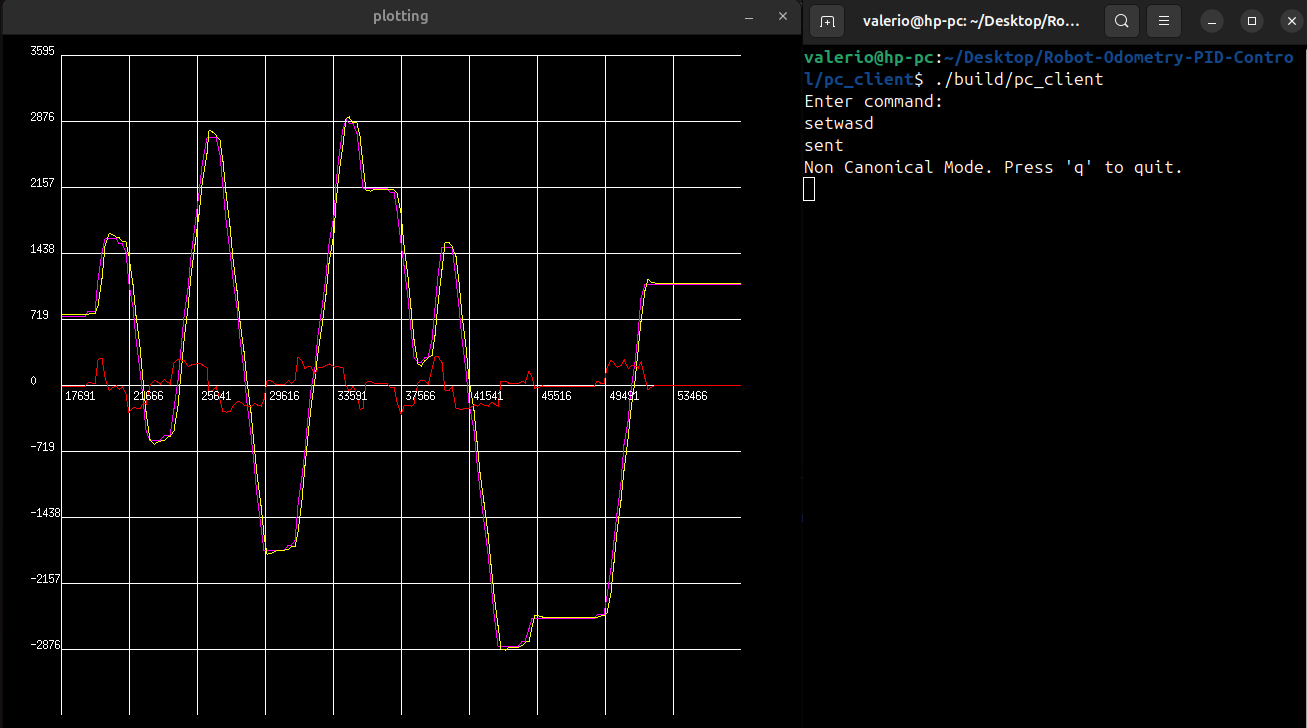 plotting
3595
2876
2157
1438
719
0
17691 21666 25641 29616 33591 37566 41541 45516 49491 53466
-719
-1438
-2157
-2876
valerio@hp-pc: ~/Desktop/Ro...
valerio@hp-pc:~/Desktop/Robot-Odometry-PID-Contro
l/pc_client$ ./build/pc_client
Enter command:
setwasd
sent
Non Canonical Mode. Press 'q' to quit.